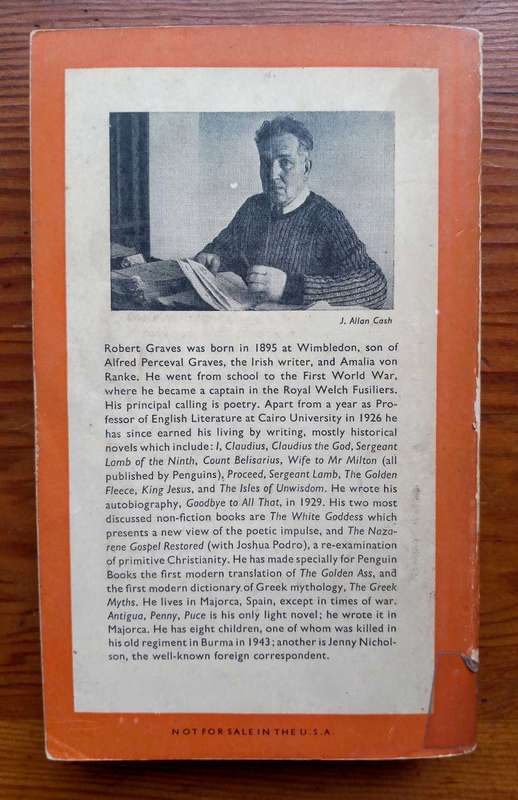 J. Allan Cash
Robert Graves was born in 1895 at Wimbledon, son of
Alfred Perceval Graves, the Irish writer, and Amalia von
Ranke. He went from school to the First World War,
where he became a captain in the Royal Welch Fusiliers.
His principal calling is poetry. Apart from a year as Pro-
fessor of English Literature at Cairo University in 1926 he
has since earned his living by writing, mostly historical
novels which include: I, Claudius, Claudius the God, Sergeant
Lamb of the Ninth, Count Belisarius, Wife to Mr Milton (all
published by Penguins), Proceed, Sergeant Lamb, The Golden
Fleece, King Jesus, and The Isles of Unwisdom. He wrote his
autobiography, Goodbye to All That, in 1929. His two most
discussed non-fiction books are The White Goddess which
presents a new view of the poetic impulse, and The Naza-
rene Gospel Restored (with Joshua Podro), a re-examination
of primitive Christianity. He has made specially for Penguin
Books the first modern translation of The Golden Ass, and
the first modern dictionary of Greek mythology, The Greek
Myths. He lives in Majorca, Spain, except in times of war.
Antigua, Penny, Puce is his only light novel; he wrote it in
Majorca. He has eight children, one of whom was killed in
his old regiment in Burma in 1943; another is Jenny Nichol-
son, the well-known foreign correspondent.
NOT FOR SALE IN THE U.S.A.